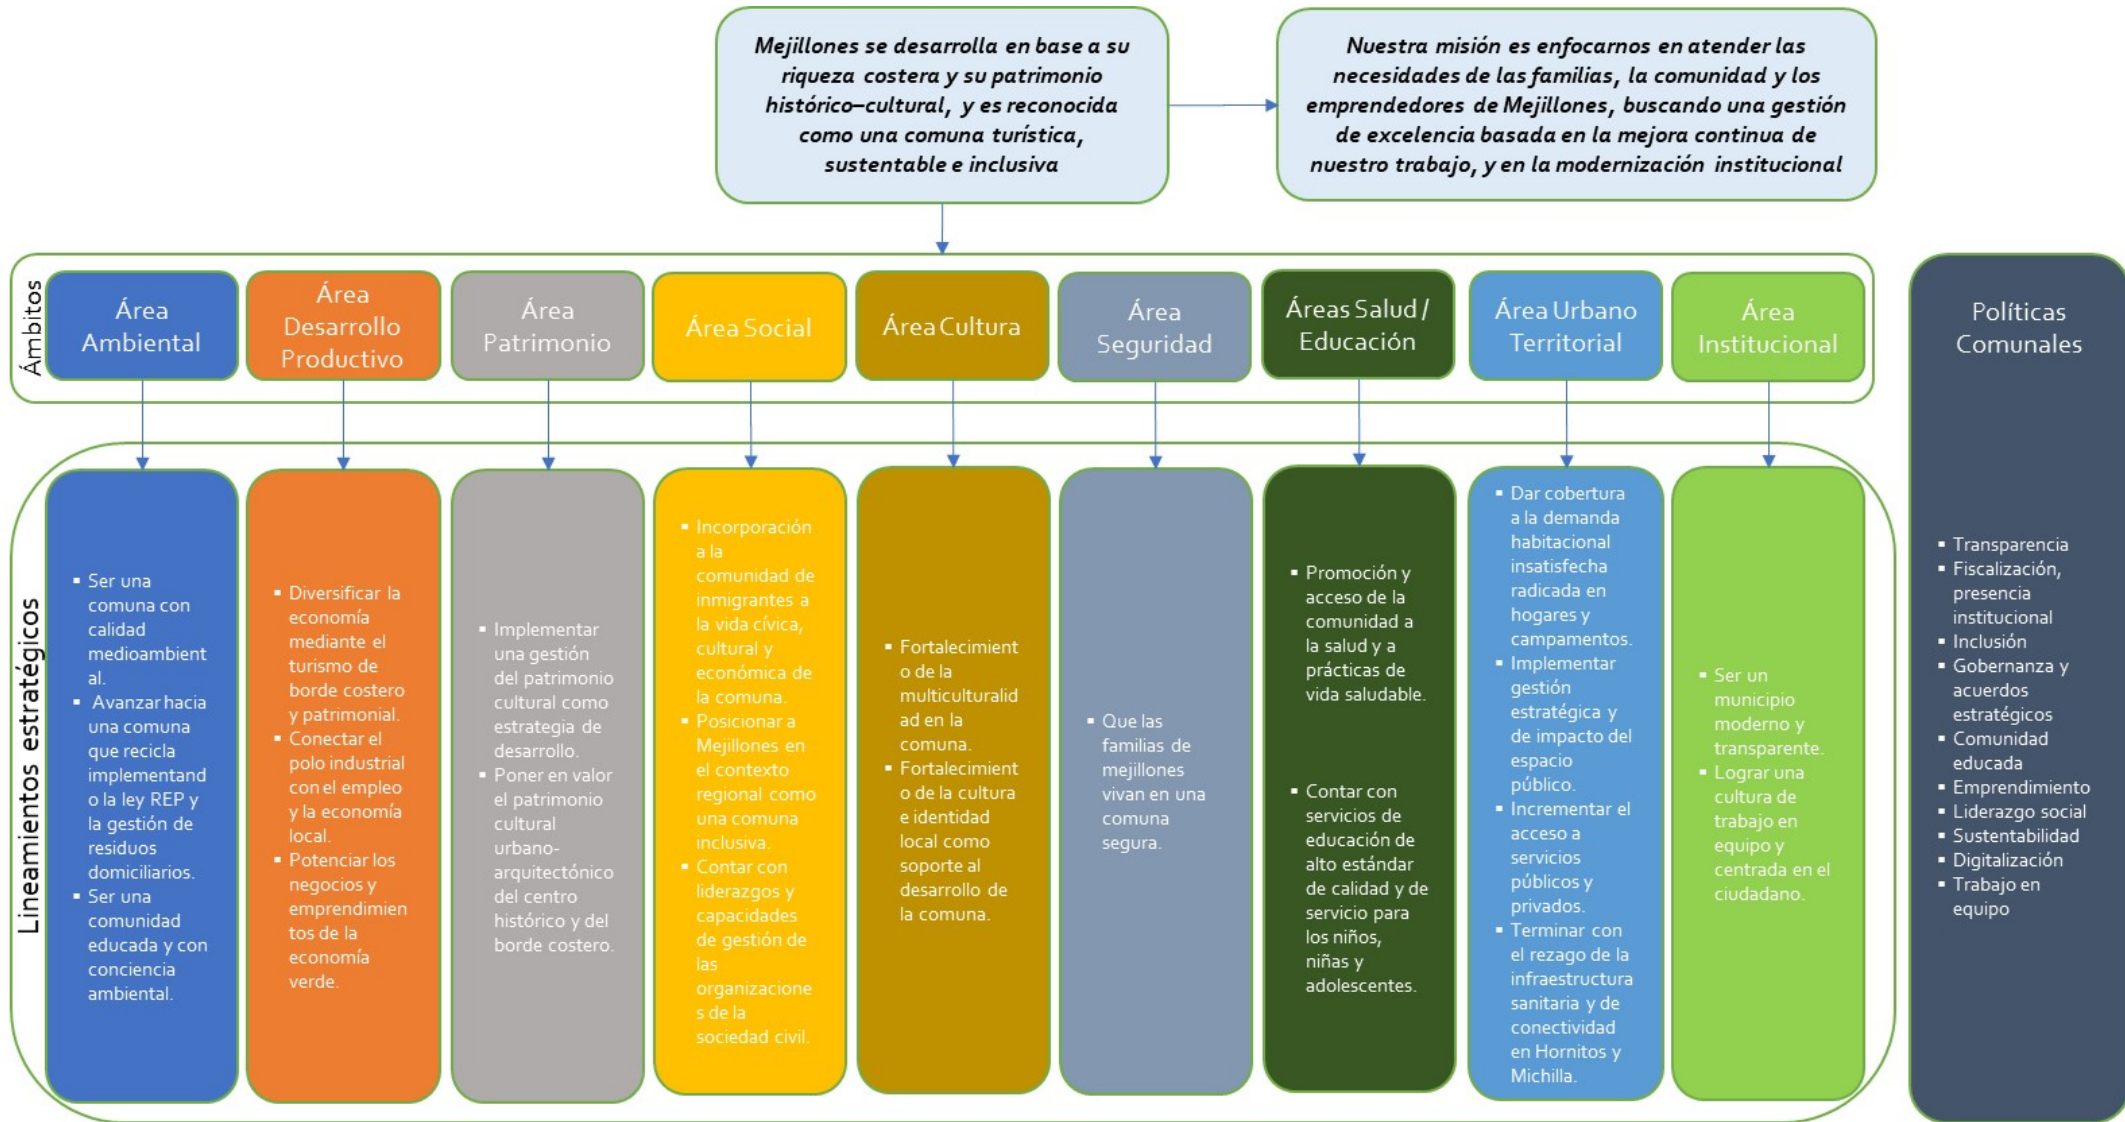 Mejillones se desarrolla en base a su
riqueza costera y su patrimonio
histórico–cultural, y es reconocida
como una comuna turística,
sustentable e inclusiva
Nuestra misión es enfocarnos en atender las
necesidades de las familias, la comunidad y los
emprendedores de Mejillones, buscando una gestión
de excelencia basada en la mejora continua de
nuestro trabajo, y en la modernización institucional
Ámbitos
Área
Ambiental
Área
Desarrollo
Productivo
Área
Patrimonio
Área Social
Área Cultura
Área
Seguridad
Áreas Salud /
Educación
Área Urbano
Territorial
Área
Institucional
Políticas
Comunales
Lineamientos estratégicos
▪ Ser una
comuna con
calidad
medioambient
al.
▪ Avanzar hacia
una comuna
que recicla
implementand
o la ley REP y
la gestión de
residuos
domiciliarios.
▪ Ser una
comunidad
educada y con
conciencia
ambiental.
▪ Diversificar la
economía
mediante el
turismo de
borde costero
y patrimonial.
▪ Conectar el
polo industrial
con el empleo
y la economía
local.
▪ Potenciar los
negocios y
emprendimien
tos de la
economía
verde.
▪ Implementar
una gestión
del patrimonio
cultural como
estrategia de
desarrollo.
▪ Poner en valor
el patrimonio
cultural
urbano-
arquitectónico
del centro
histórico y del
borde costero.
▪ Incorporación
a la
comunidad de
inmigrantes a
la vida cívica,
cultural y
económica de
la comuna.
▪ Posicionar a
Mejillones en
el contexto
regional como
una comuna
inclusiva.
▪ Contar con
liderazgos y
capacidades
de gestión de
las
organizacione
s de la
sociedad civil.
▪ Fortalecimient
o de la
multiculturalid
ad en la
comuna.
▪ Fortalecimient
o de la cultura
e identidad
local como
soporte al
desarrollo de
la comuna.
▪ Que las
familias de
mejillones
vivan en una
comuna
segura.
▪ Promoción y
acceso de la
comunidad a
la salud y a
prácticas de
vida saludable.
▪ Contar con
servicios de
educación de
alto estándar
de calidad y de
servicio para
los niños,
niñas y
adolescentes.
▪ Dar cobertura
a la demanda
habitacional
insatisfecha
radicada en
hogares y
campamentos.
▪ Implementar
gestión
estratégica y
de impacto del
espacio
público.
▪ Incrementar el
acceso a
servicios
públicos y
privados.
▪ Terminar con
el rezago de la
infraestructura
sanitaria y de
conectividad
en Hornitos y
Michilla.
▪ Ser un
municipio
moderno y
transparente.
▪ Lograr una
cultura de
trabajo en
equipo y
centrada en el
ciudadano.
▪ Transparencia
▪ Fiscalización,
presencia
institucional
▪ Inclusión
▪ Gobernanza y
acuerdos
estratégicos
▪ Comunidad
educada
▪ Emprendimiento
▪ Liderazgo social
▪ Sustentabilidad
▪ Digitalización
▪ Trabajo en
equipo